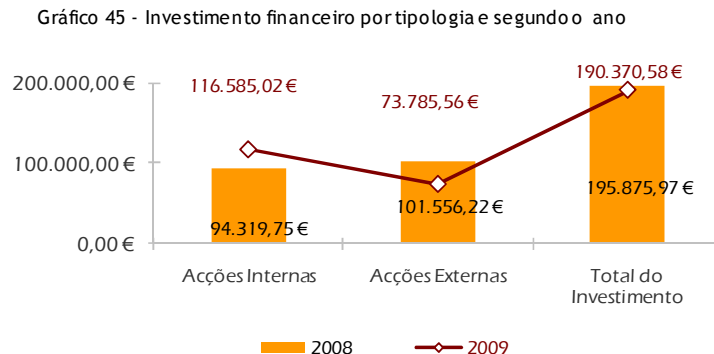 Gráfico 45 - Investimento financeiro por tipologia e segundo o ano
200.000,00 €
100.000,00 €
0,00 €
116.585,02 €
73.785,56 €
190.370,58 €
94.319,75 €
101.556,22 €
195.875,97 €
Acções Internas
Acções Externas
Total do
Investimento
2008
2009